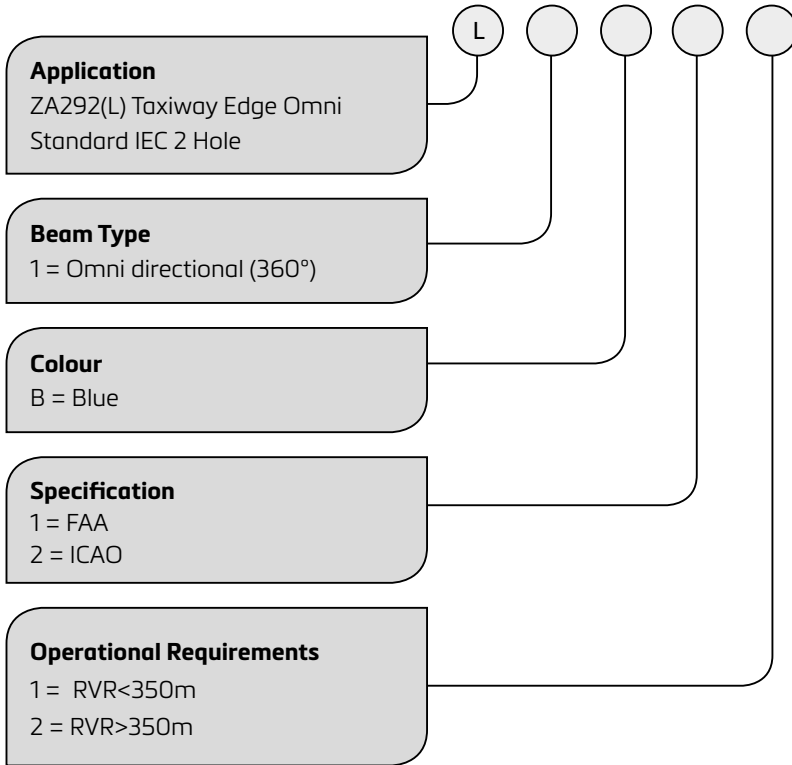 L
Application
ZA292(L) Taxiway Edge Omni
Standard IEC 2 Hole
Beam Type
1 = Omni directional (360°)
Colour
B = Blue
Specification
1 = FAA
2 = ICAO
Operational Requirements
1 =  RVR<350m
2 = RVR>350m